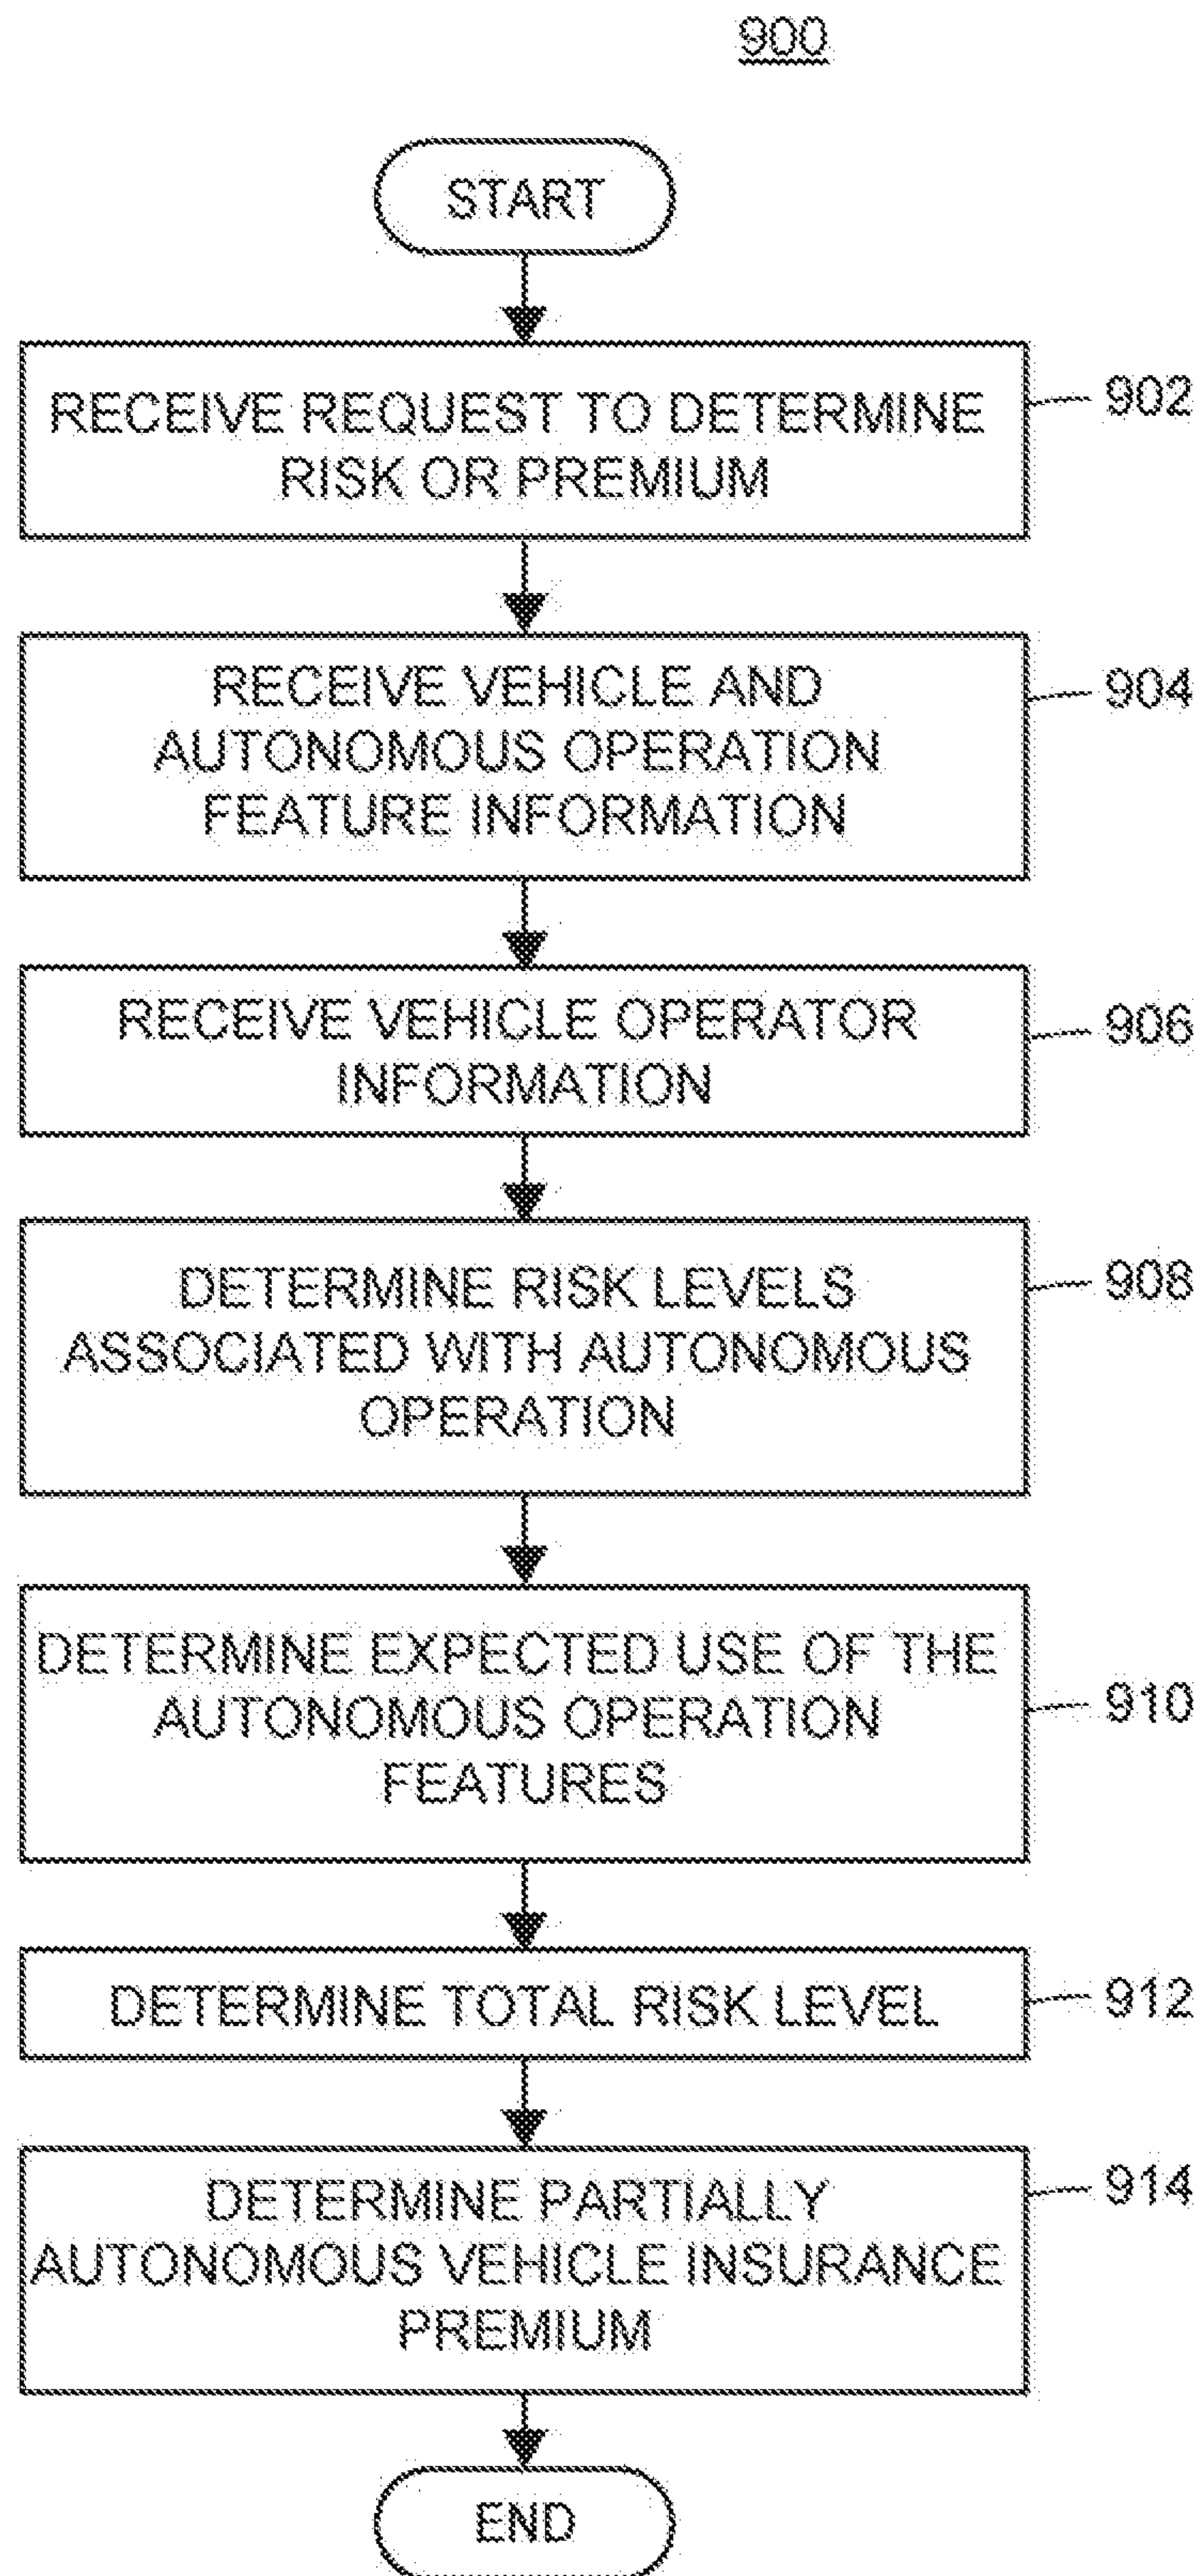 900
START
RECEIVE REQUEST TO DETERMINE
RISK OR PREMIUM
902
RECEIVE VEHICLE AND
AUTONOMOUS OPERATION
FEATURE INFORMATION
904
RECEIVE VEHICLE OPERATOR
INFORMATION
906
DETERMINE RISK LEVELS
ASSOCIATED WITH AUTONOMOUS
OPERATION
908
DETERMINE EXPECTED USE OF THE
AUTONOMOUS OPERATION
FEATURES
910
DETERMINE TOTAL RISK LEVEL
912
DETERMINE PARTIALLY
AUTONOMOUS VEHICLE INSURANCE
PREMIUM
914
END